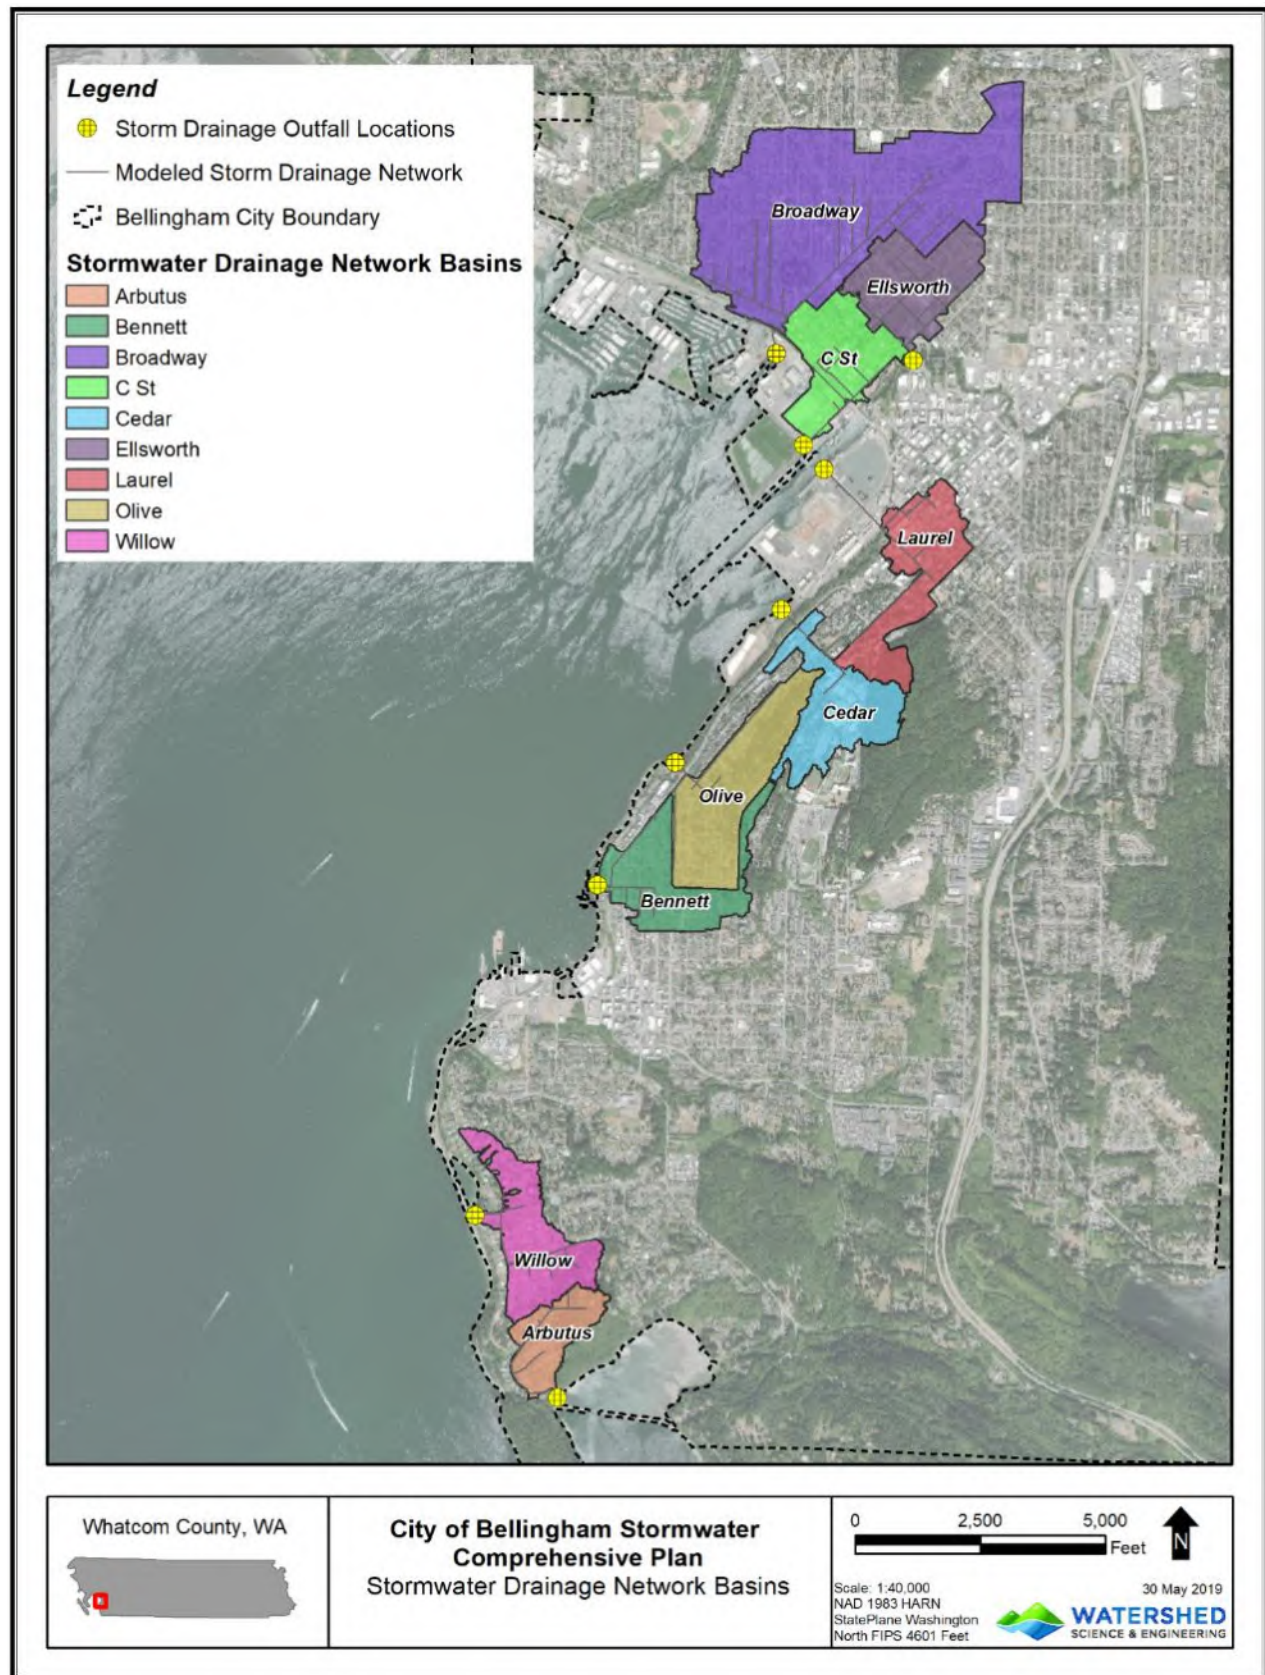 Legend
Storm Drainage Outfall Locations
Modeled Storm Drainage Network
Bellingham City Boundary
Stormwater Drainage Network Basins
Arbutus
Bennett
Broadway
C St
Cedar
Ellsworth
Laurel
Olive
Willow
Broadway
Ellsworth
C St
Laurel
Cedar
Olive
Bennett
Willow
Arbutus
Whatcom County, WA
City of Bellingham Stormwater
Comprehensive Plan
Stormwater Drainage Network Basins
0 2,500 5,000
Feet
N
Scale: 1:40,000
NAD 1983 HARN
StatePlane Washington
North FIPS 4601 Feet
30 May 2019
WATERSHED
SCIENCE & ENGINEERING